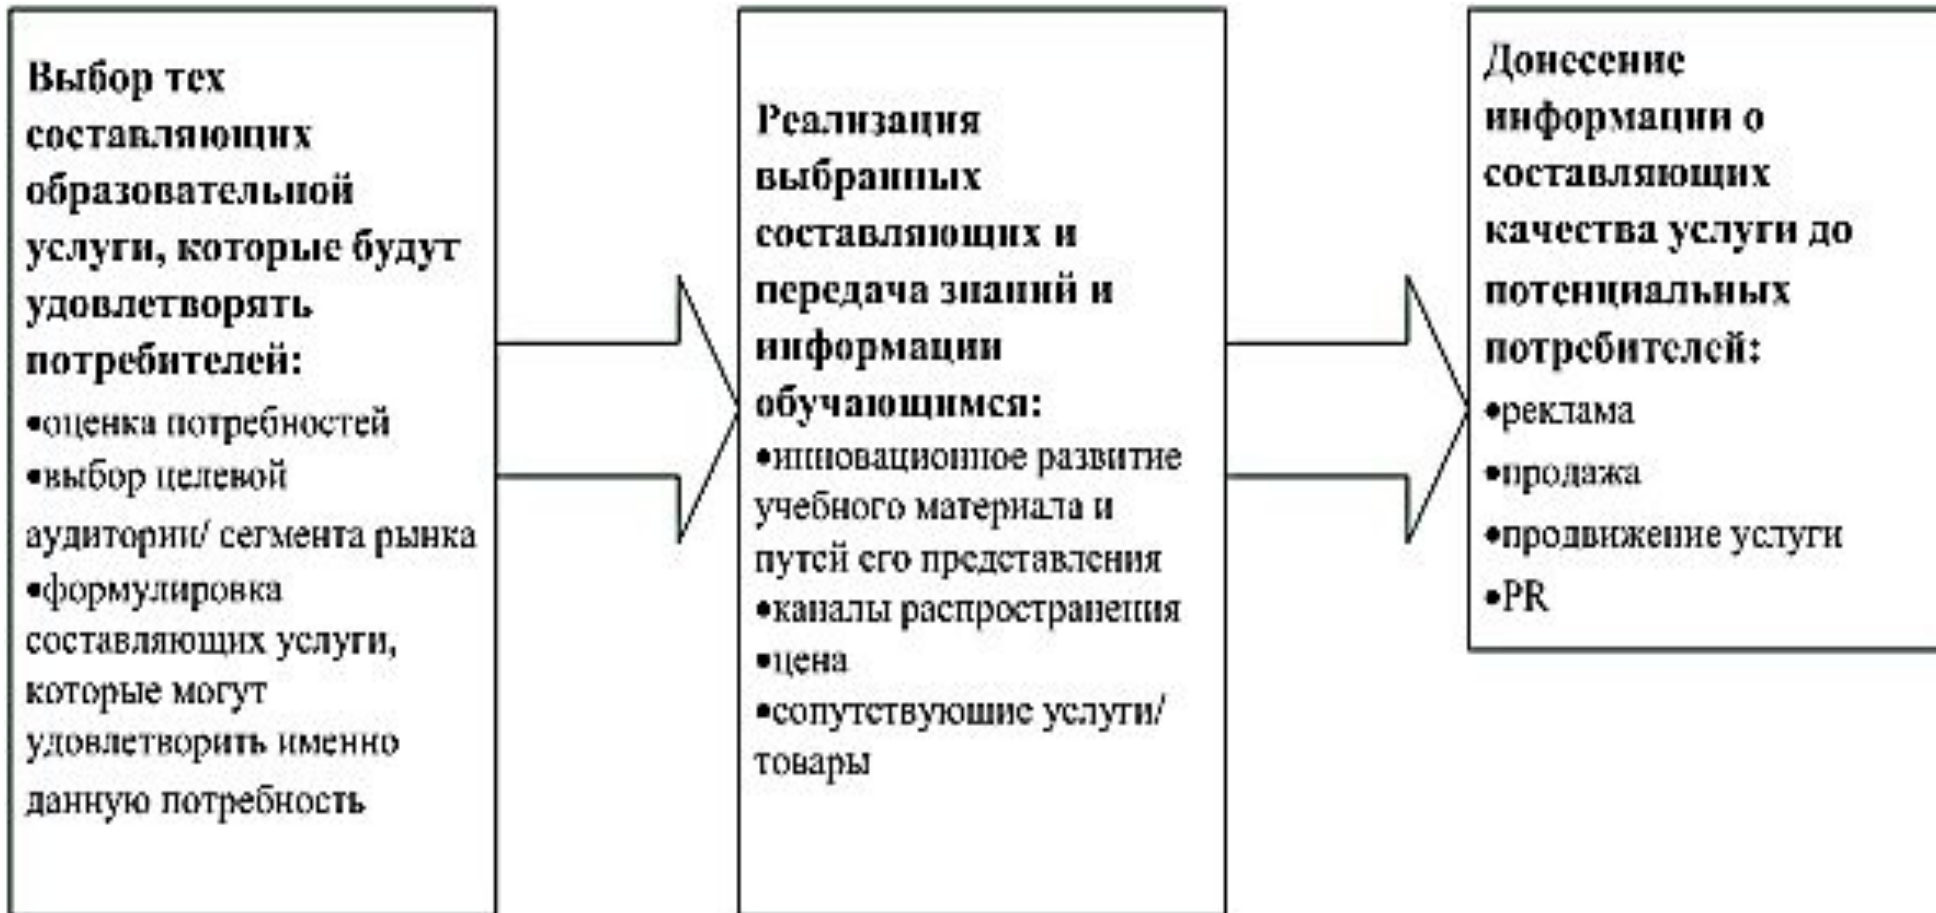 Выбор тех
составляющих
образовательной
услуги, которые будут
удовлетворять
потребителей:
•оценка потребностей
•выбор целевой
аудитории/ сегмента рынка
•формулировка
составляющих услуги,
которые могут
удовлетворить именно
данную потребность
Реализация
выбранных
составляющих и
передача знаний и
информации
обучающимся:
•инновационное развитие
учебного материала и
путей его представления
•каналы распространения
•цена
•сопутствующие услуги/
товары
Донесение
информации о
составляющих
качества услуги до
потенциальных
потребителей:
•реклама
•продажа
•продвижение услуги
•PR